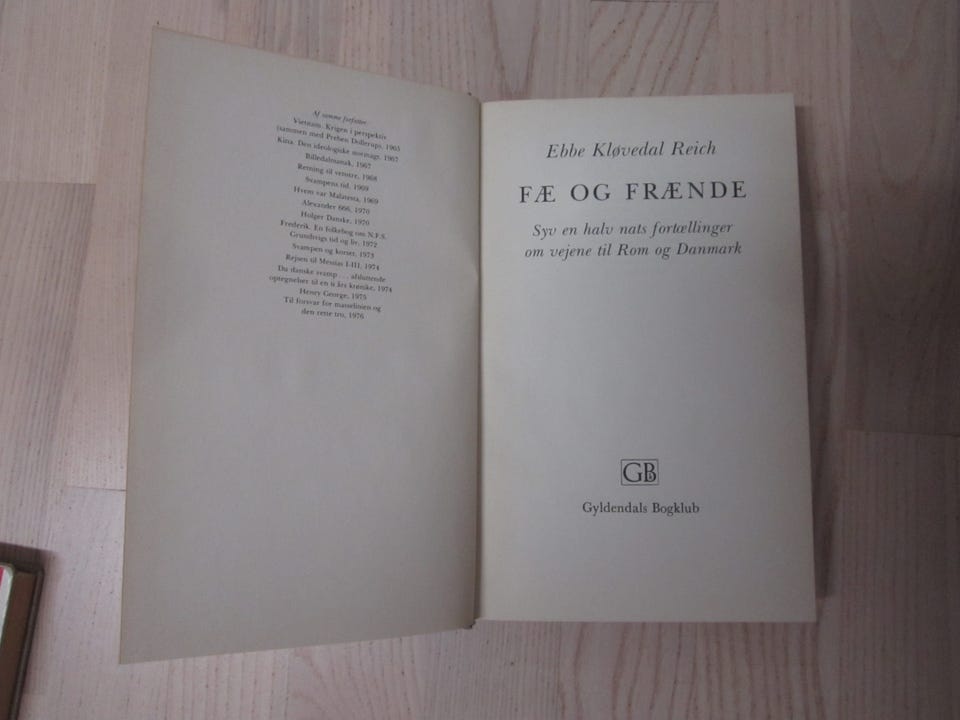 Af samme forfatter
Vietnam. Krigen i perspektiv
(sammen med Preben Dollerup), 1965
Kina. Den ideologiske stormagt, 1967
Billedalmanak, 1967
Retning til venstre, 1968
Svampens tid, 1969
Hvem var Malatesta, 1969
Alexander 666, 1970
Holger Danske, 1970
Frederik. En folkebog om N.F.S.
Grundtvigs tid og liv, 1972
Svampen og korset, 1973
Rejsen til Messias I-III, 1974
Du danske svamp . . . afsluttende
optegnelser til en ti års krønike, 1974
Henry George, 1975
Til forsvar for masselinien og
den rette tro, 1976
Ebbe Kløvedal Reich
FÆ OG FRÆNDE
Syv en halv nats fortællinger
om vejene til Rom og Danmark
GB
Gyldendals Bogklub